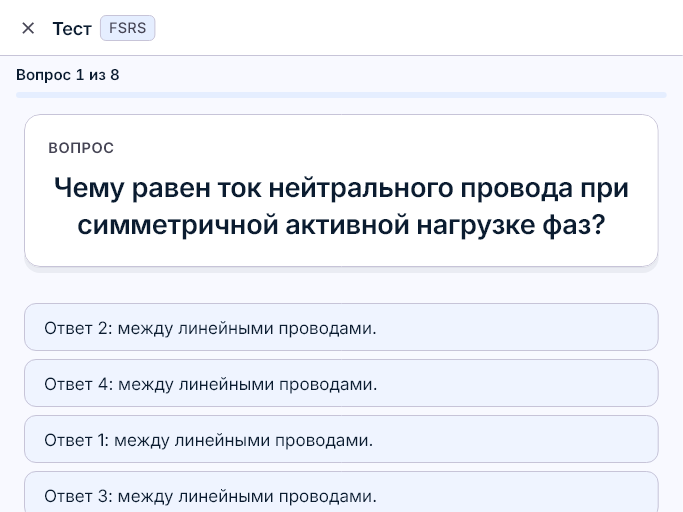 Тест FSRS
Вопрос 1 из 8
ВОПРОС
Чему равен ток нейтрального провода при
симметричной активной нагрузке фаз?
Ответ 2: между линейными проводами.
Ответ 4: между линейными проводами.
Ответ 1: между линейными проводами.
Ответ 3: между линейными проводами.